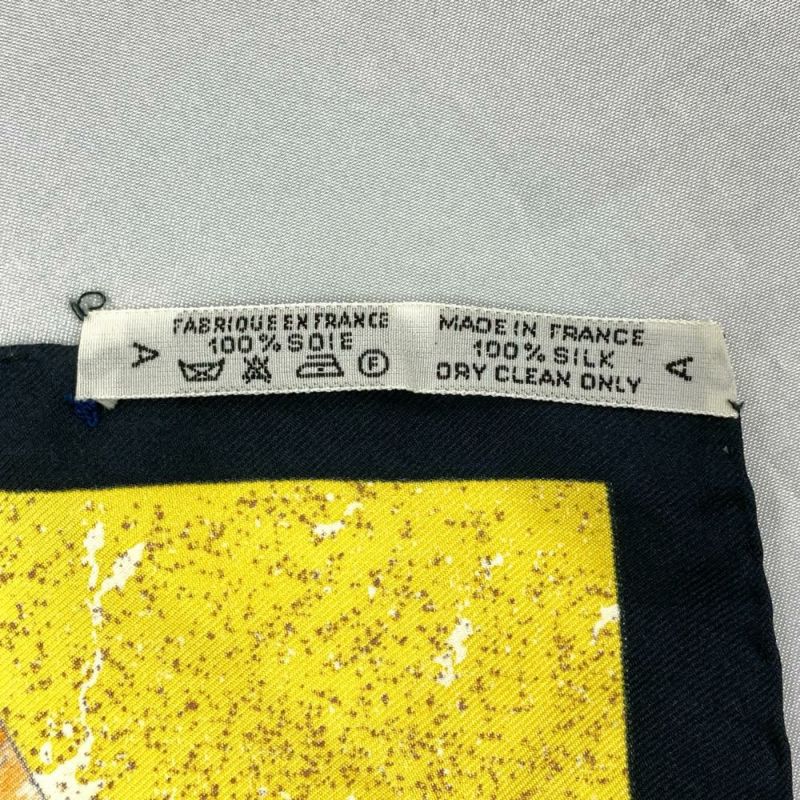 A
FABRIQUE EN FRANCE
100% SOIE
F
MADE IN FRANCE
100% SILK
DRY CLEAN ONLY
A